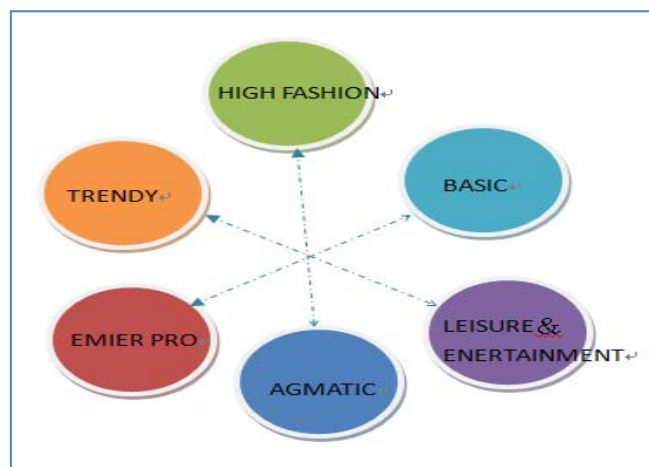 HIGH FASHION↵
TRENDY↵
BASIC↵
EMIER PRO↵
LEISURE &
ENERTAINMENT↵
AGMATIC↵